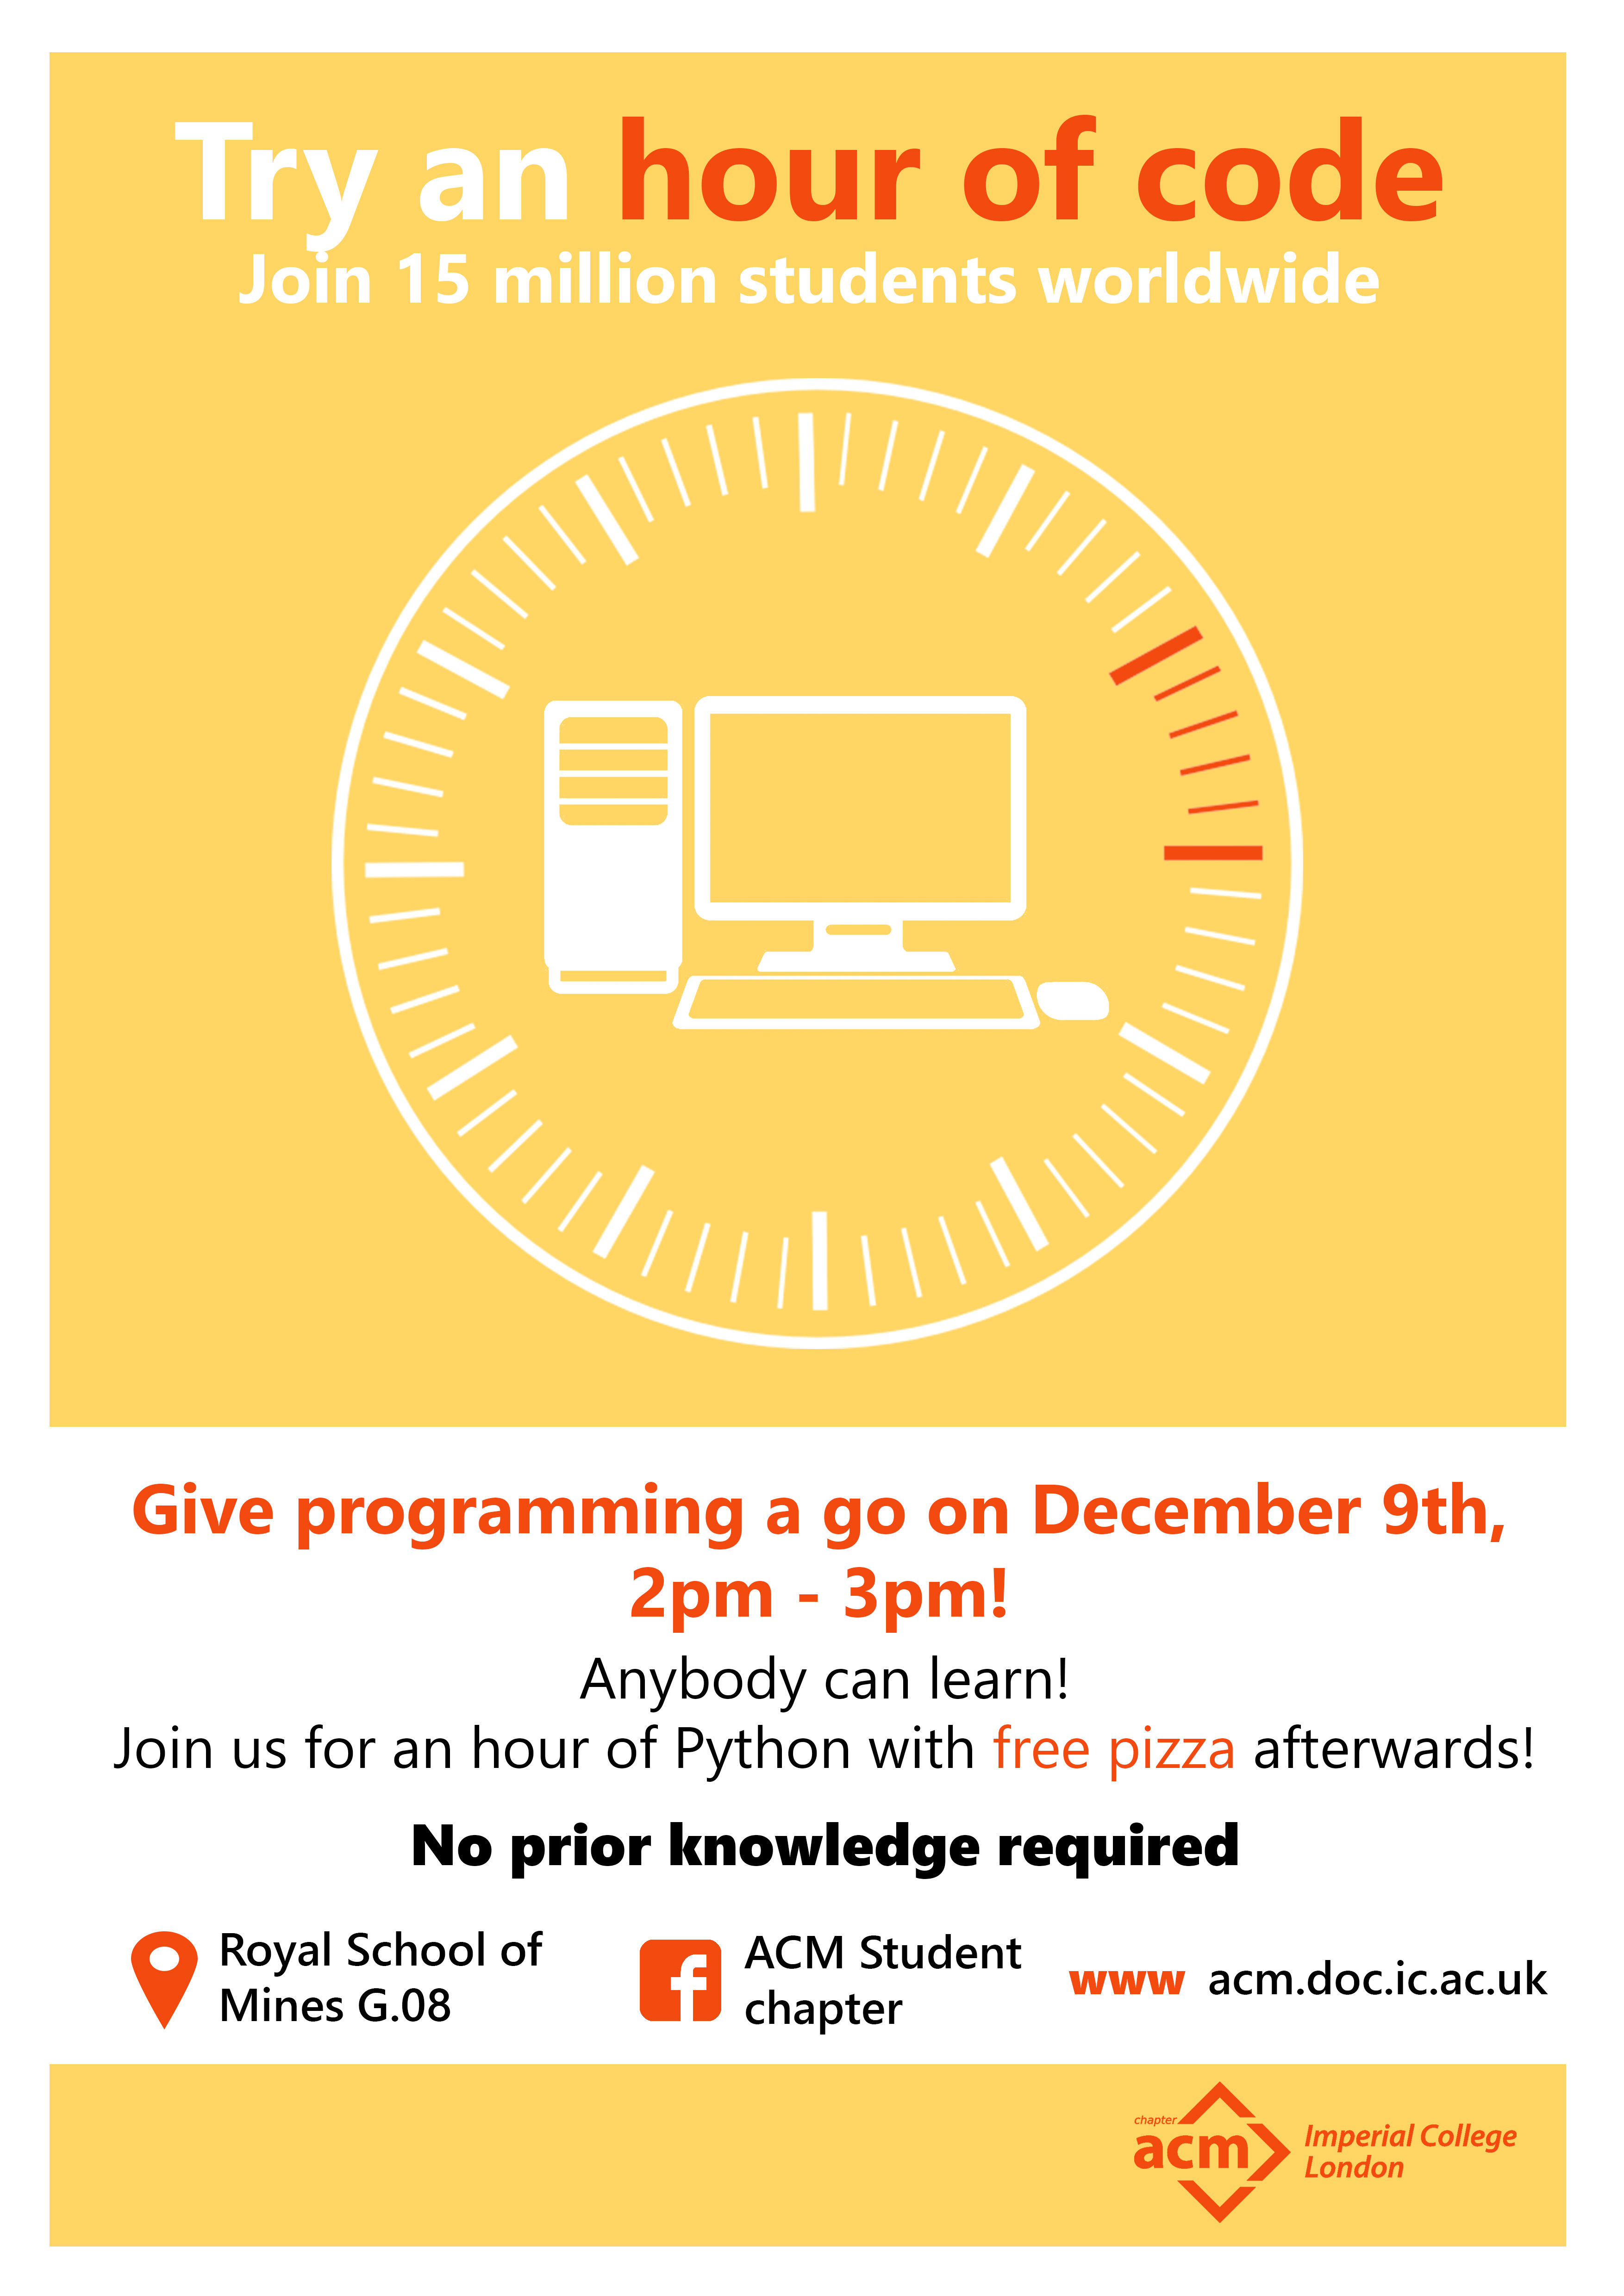 Try an hour of code
Join 15 million students worldwide
Give programming a go on December 9th,
2pm - 3pm!
Anybody can learn!
Join us for an hour of Python with free pizza afterwards!
No prior knowledge required
Royal School of
Mines G.08
f ACM Student
chapter
www acm.doc.ic.ac.uk
chapter
acm
Imperial College
London